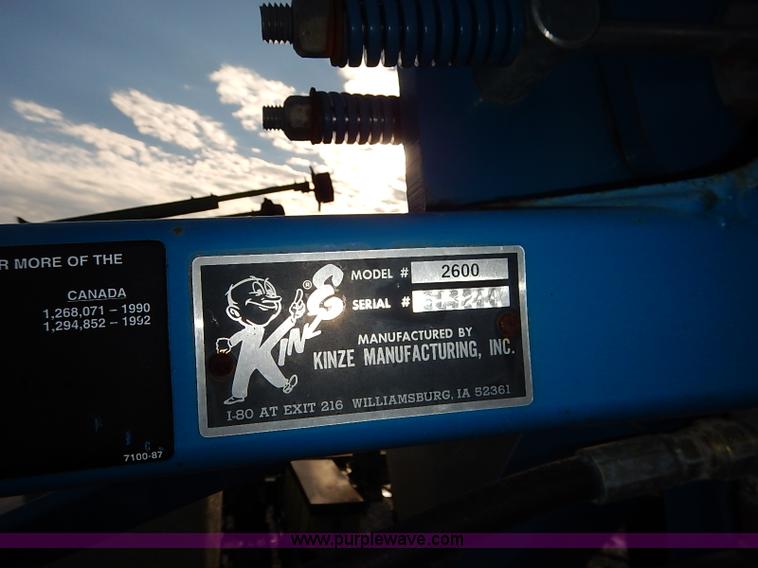 R MORE OF THE
CANADA
1,268,071 – 1990
1,294,852 – 1992
7100-87
KINZE ®
MODEL # 2600
SERIAL #
MANUFACTURED BY
KINZE MANUFACTURING, INC.
I-80 AT EXIT 216 WILLIAMSBURG, IA 52361
www.purplewave.com